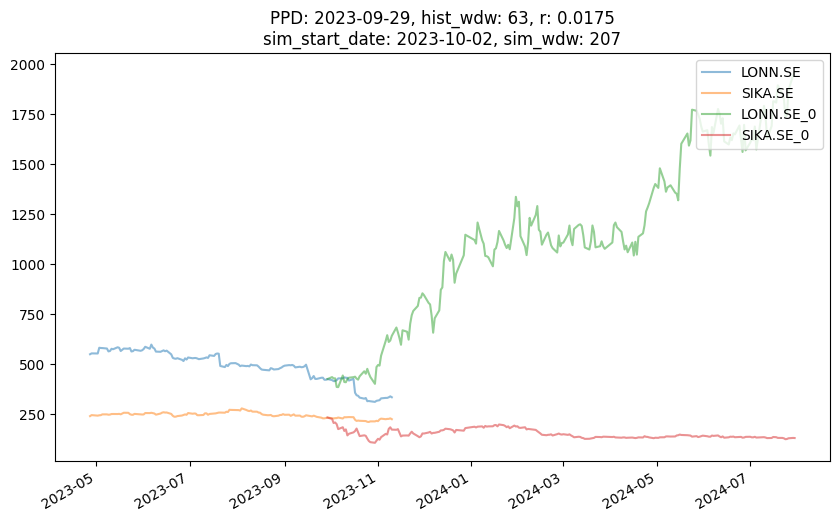 PPD: 2023-09-29, hist_wdw: 63, r: 0.0175
sim_start_date: 2023-10-02, sim_wdw: 207
2000
1750
1500
1250
1000
750
500
250
LONN.SE
SIKA.SE
LONN.SE_0
SIKA.SE_0
2023-05
2023-07
2023-09
2023-11
2024-01
2024-03
2024-05
2024-07